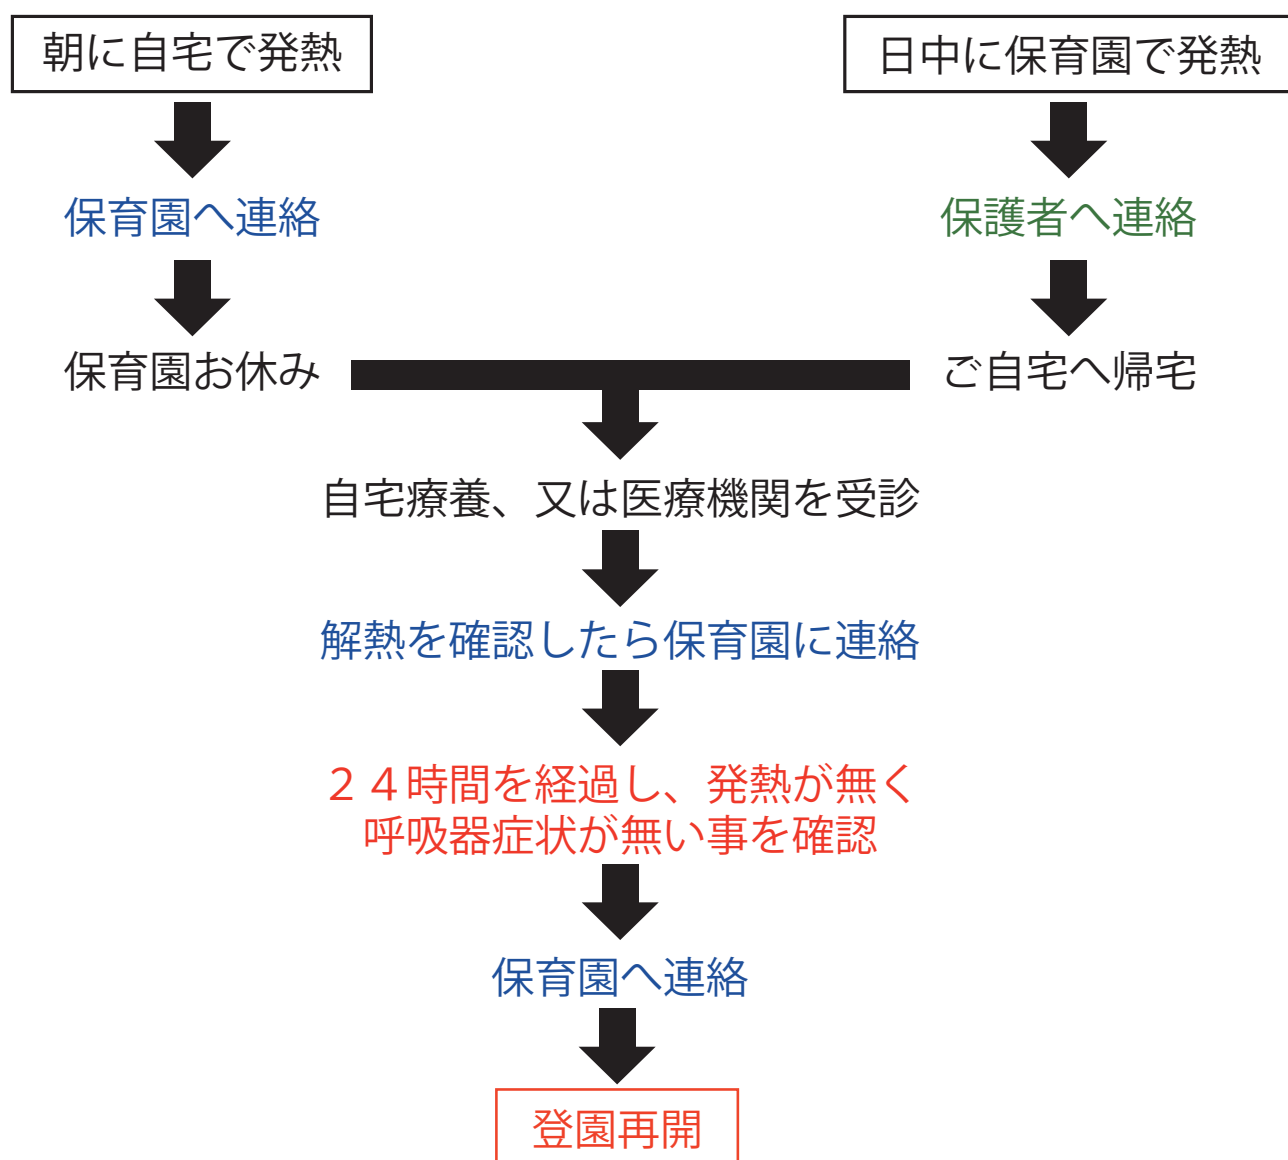 朝に自宅で発熱
日中に保育園で発熱
保育園へ連絡
保護者へ連絡
保育園お休み
ご自宅へ帰宅
自宅療養、又は医療機関を受診
解熱を確認したら保育園に連絡
２４時間を経過し、発熱が無く
呼吸器症状が無い事を確認
保育園へ連絡
登園再開